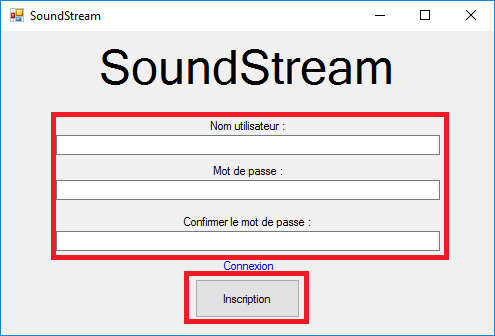 SoundStream
SoundStream
Nom utilisateur :
Mot de passe :
Confirmer le mot de passe :
Connexion
Inscription